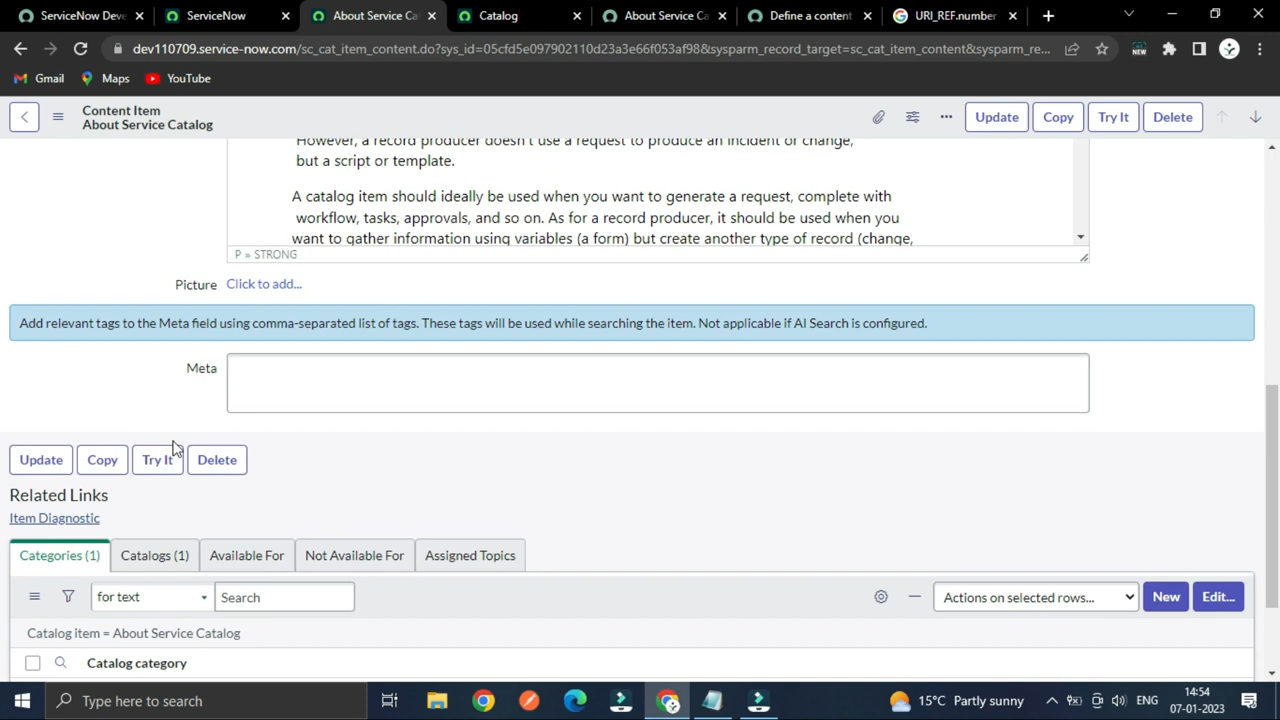 ServiceNow Deve
ServiceNow
About Service Ca
Catalog
About Service Ca
Define a content
URI_REF.number
dev110709.service-now.com/sc_cat_item_content.do?sys_id=05cfd5e097902110d23a3e66f053af98&sysparm_record_target=sc_cat_item_content&sysparm_re...
NEW
Gmail
Maps
YouTube
Content Item
About Service Catalog
Update
Copy
Try It
Delete
However, a record producer doesn't use a request to produce an incident or change,
but a script or template.
A catalog item should ideally be used when you want to generate a request, complete with
workflow, tasks, approvals, and so on. As for a record producer, it should be used when you
want to gather information using variables (a form) but create another type of record (change,
P » STRONG
Picture
Click to add...
Add relevant tags to the Meta field using comma-separated list of tags. These tags will be used while searching the item. Not applicable if AI Search is configured.
Meta
Update
Copy
Try It
Delete
Related Links
Item Diagnostic
Categories (1)
Catalogs (1)
Available For
Not Available For
Assigned Topics
for text
Search
Actions on selected rows...
New
Edit...
Catalog item = About Service Catalog
Catalog category
Type here to search
15°C Partly sunny
ENG
14:54
07-01-2023